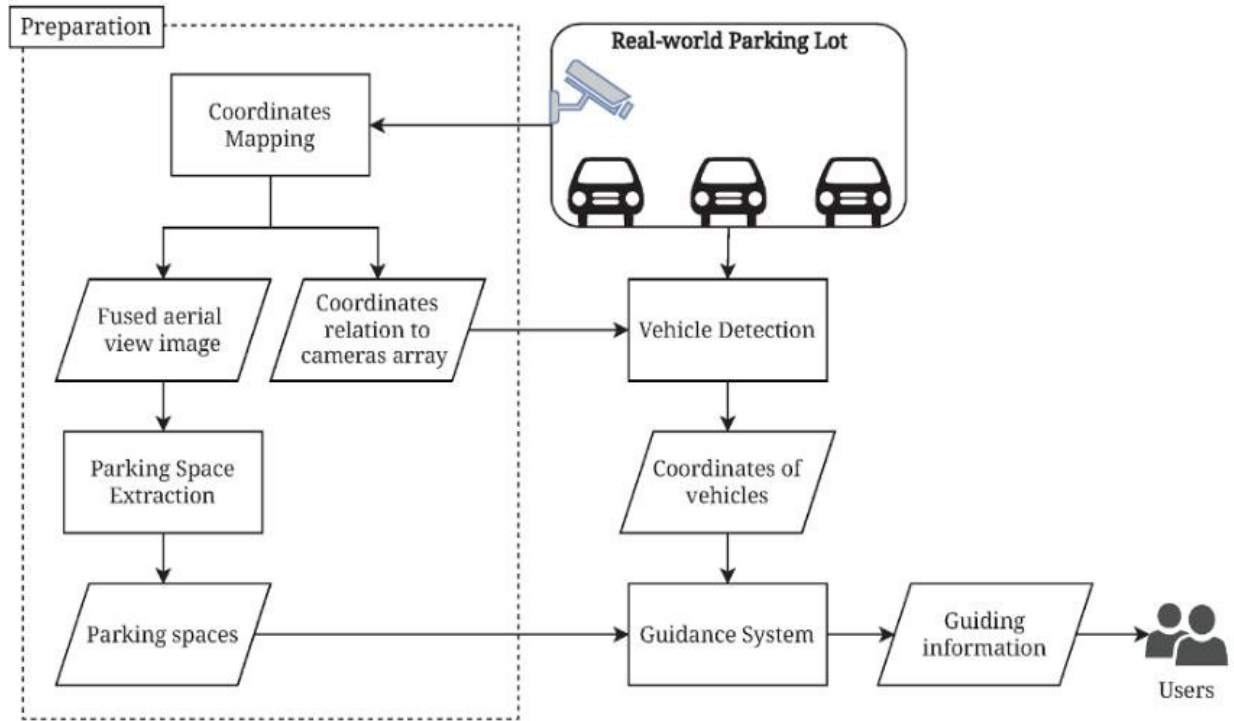 Preparation
Real-world Parking Lot
Coordinates
Mapping
Fused aerial
view image
Coordinates
relation to
cameras array
Vehicle Detection
Parking Space
Extraction
Coordinates of
vehicles
Parking spaces
Guidance System
Guiding
information
Users